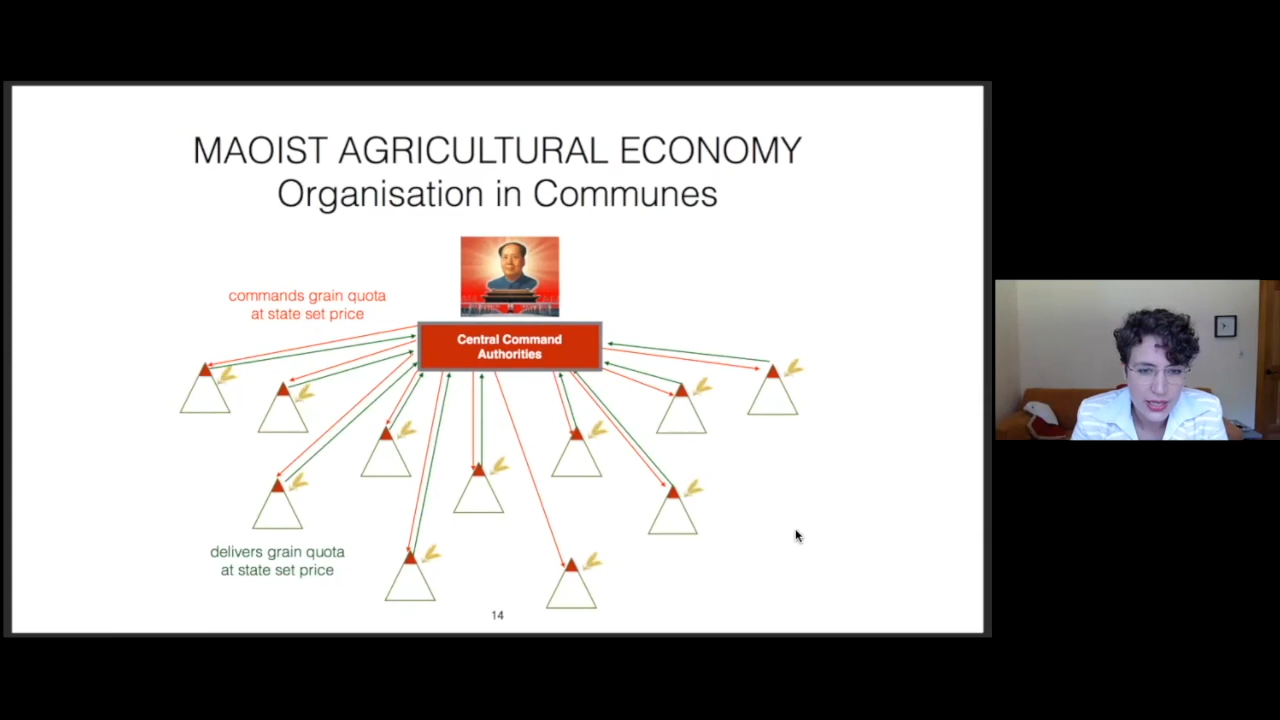 MAOIST AGRICULTURAL ECONOMY
Organisation in Communes
commands grain quota
at state set price
Central Command
Authorities
delivers grain quota
at state set price
14